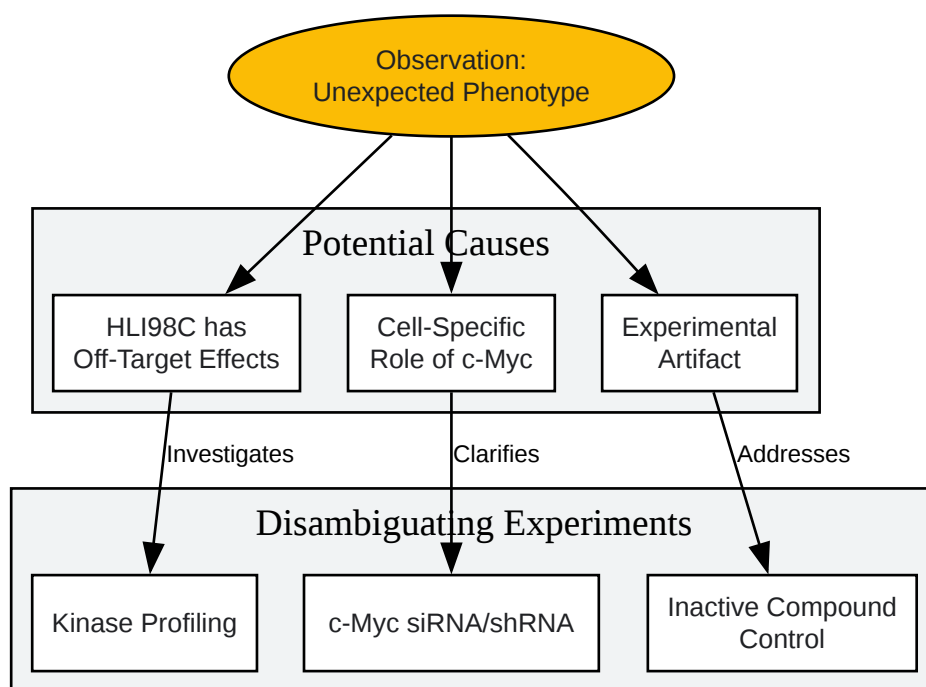 Observation:
Unexpected Phenotype
Potential Causes
HLI98C has
Off-Target Effects
Cell-Specific
Role of c-Myc
Experimental
Artifact
Investigates
Clarifies
Addresses
Disambiguating Experiments
Kinase Profiling
c-Myc siRNA/shRNA
Inactive Compound
Control